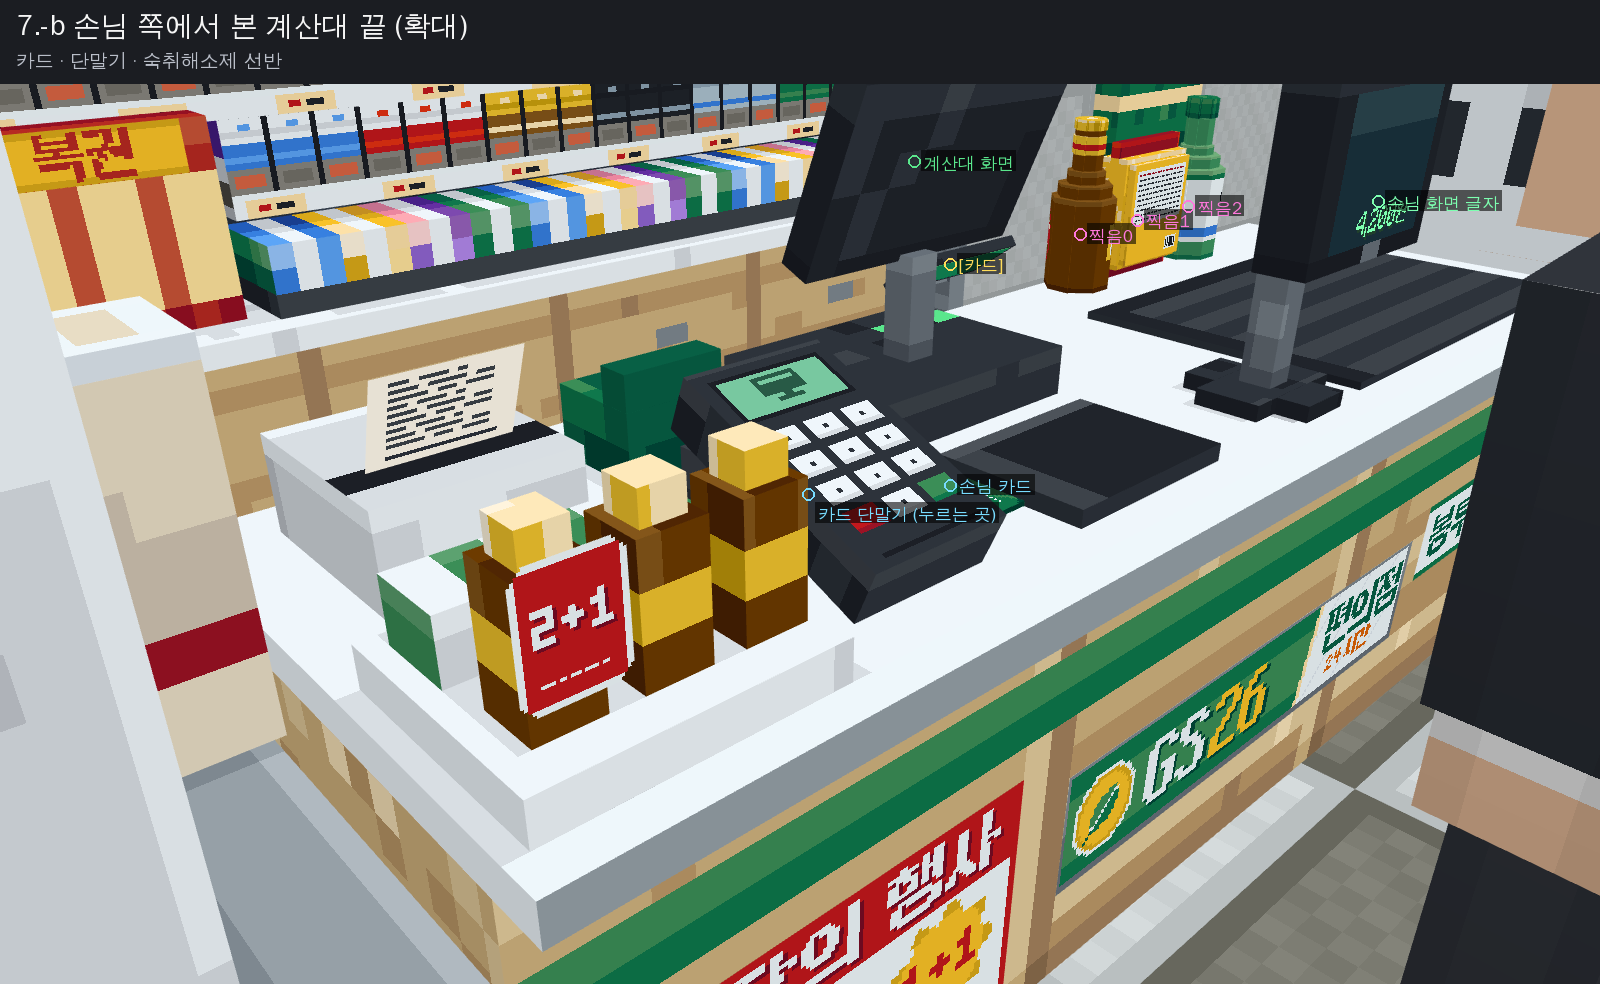 7.-b 손님 쪽에서 본 계산대 끝 (확대)
카드 · 단말기 · 숙취해소제 선반
복권
계산대 화면
손님 화면 글자
찍음2
찍음1
찍음0
[카드]
손님 카드
카드 단말기 (누르는 곳)
2+1
편의점
24시간
GS26
행사
1+1